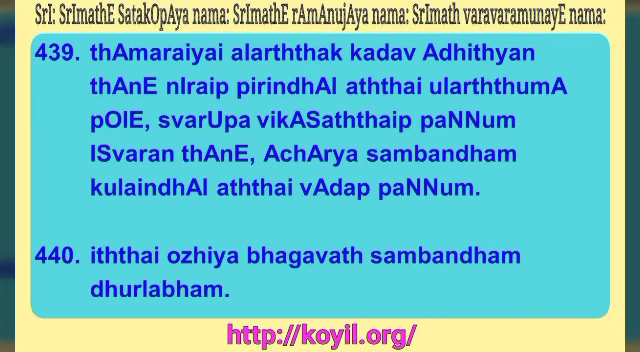 SrI: SrImathE SatakOpAya nama: SrImathE rAmAnujAya nama: SrImath varavaramunayE nama:
439. thAmaraiyai alarththak kadav Adhithyan
thAnE nIraip pirindhAl aththai ularththumA
pOlE, svarUpa vikASaththaip paNNum
ISvaran thAnE, AchArya sambandham
kulaindhAl aththai vAdap paNNum.
440. iththai ozhiya bhagavath sambandham
dhurlabham.
http://koyil.org/